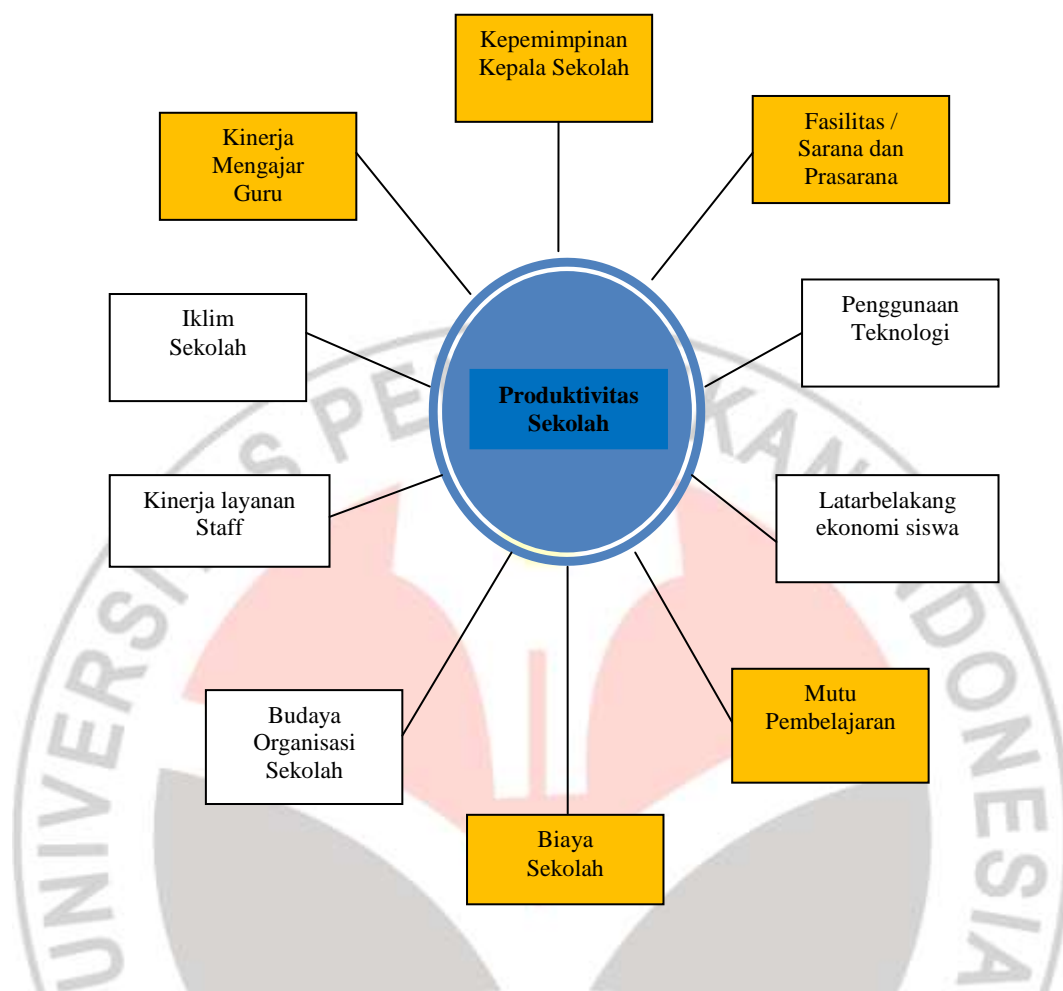 Kepemimpinan
Kepala Sekolah
Kinerja
Mengajar
Guru
Fasilitas /
Sarana dan
Prasarana
Iklim
Sekolah
Penggunaan
Teknologi
Produktivitas
Sekolah
Kinerja layanan
Staff
Latarbelakang
ekonomi siswa
Budaya
Organisasi
Sekolah
Mutu
Pembelajaran
Biaya
Sekolah